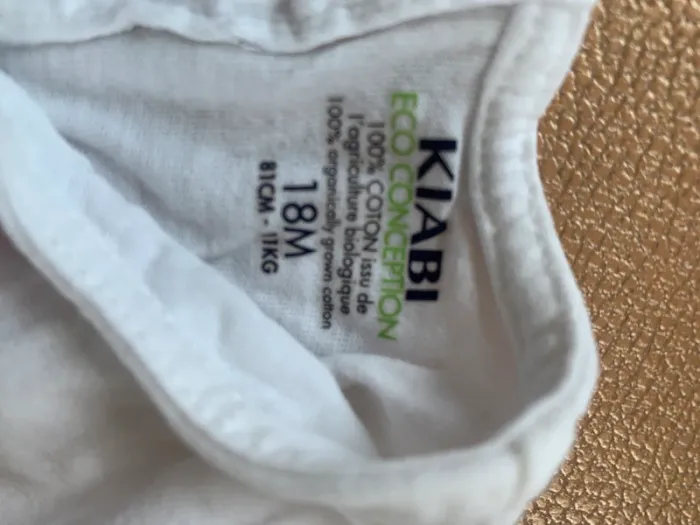 KIABI
ECO CONCEPTION
100% COTON issu de
l'agriculture biologique
100% organically grown cotton
18M
81CM - 11KG